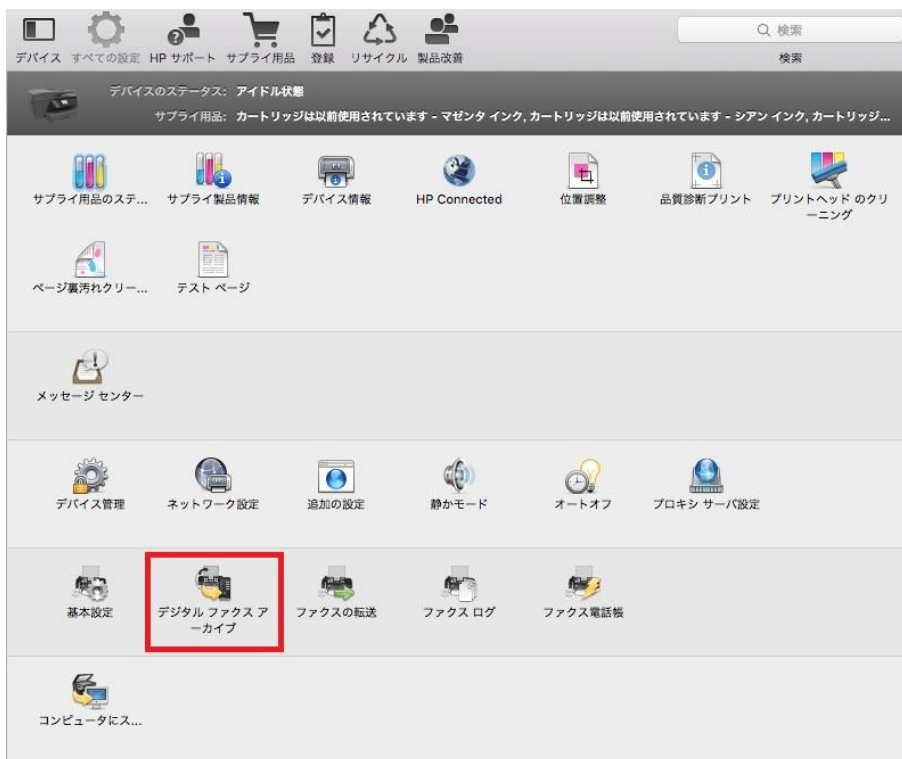 デバイス すべての設定 HP サポート サプライ用品 登録 リサイクル 製品改善
検索
検索
デバイスのステータス: アイドル状態
サプライ用品: カートリッジは以前使用されています - マゼンタ インク, カートリッジは以前使用されています - シアン インク, カートリッジ...
サプライ用品のステ... サプライ製品情報 デバイス情報 HP Connected 位置調整 品質診断プリント プリントヘッド のクリ
ーニング
ページ裏汚れクリー... テスト ページ
メッセージ センター
デバイス管理 ネットワーク設定 追加の設定 静かモード オートオフ プロキシ サーバ設定
基本設定 デジタル ファクス ア ファクスの転送 ファクス ログ ファクス電話帳
ーカイブ
コンピュータにス...